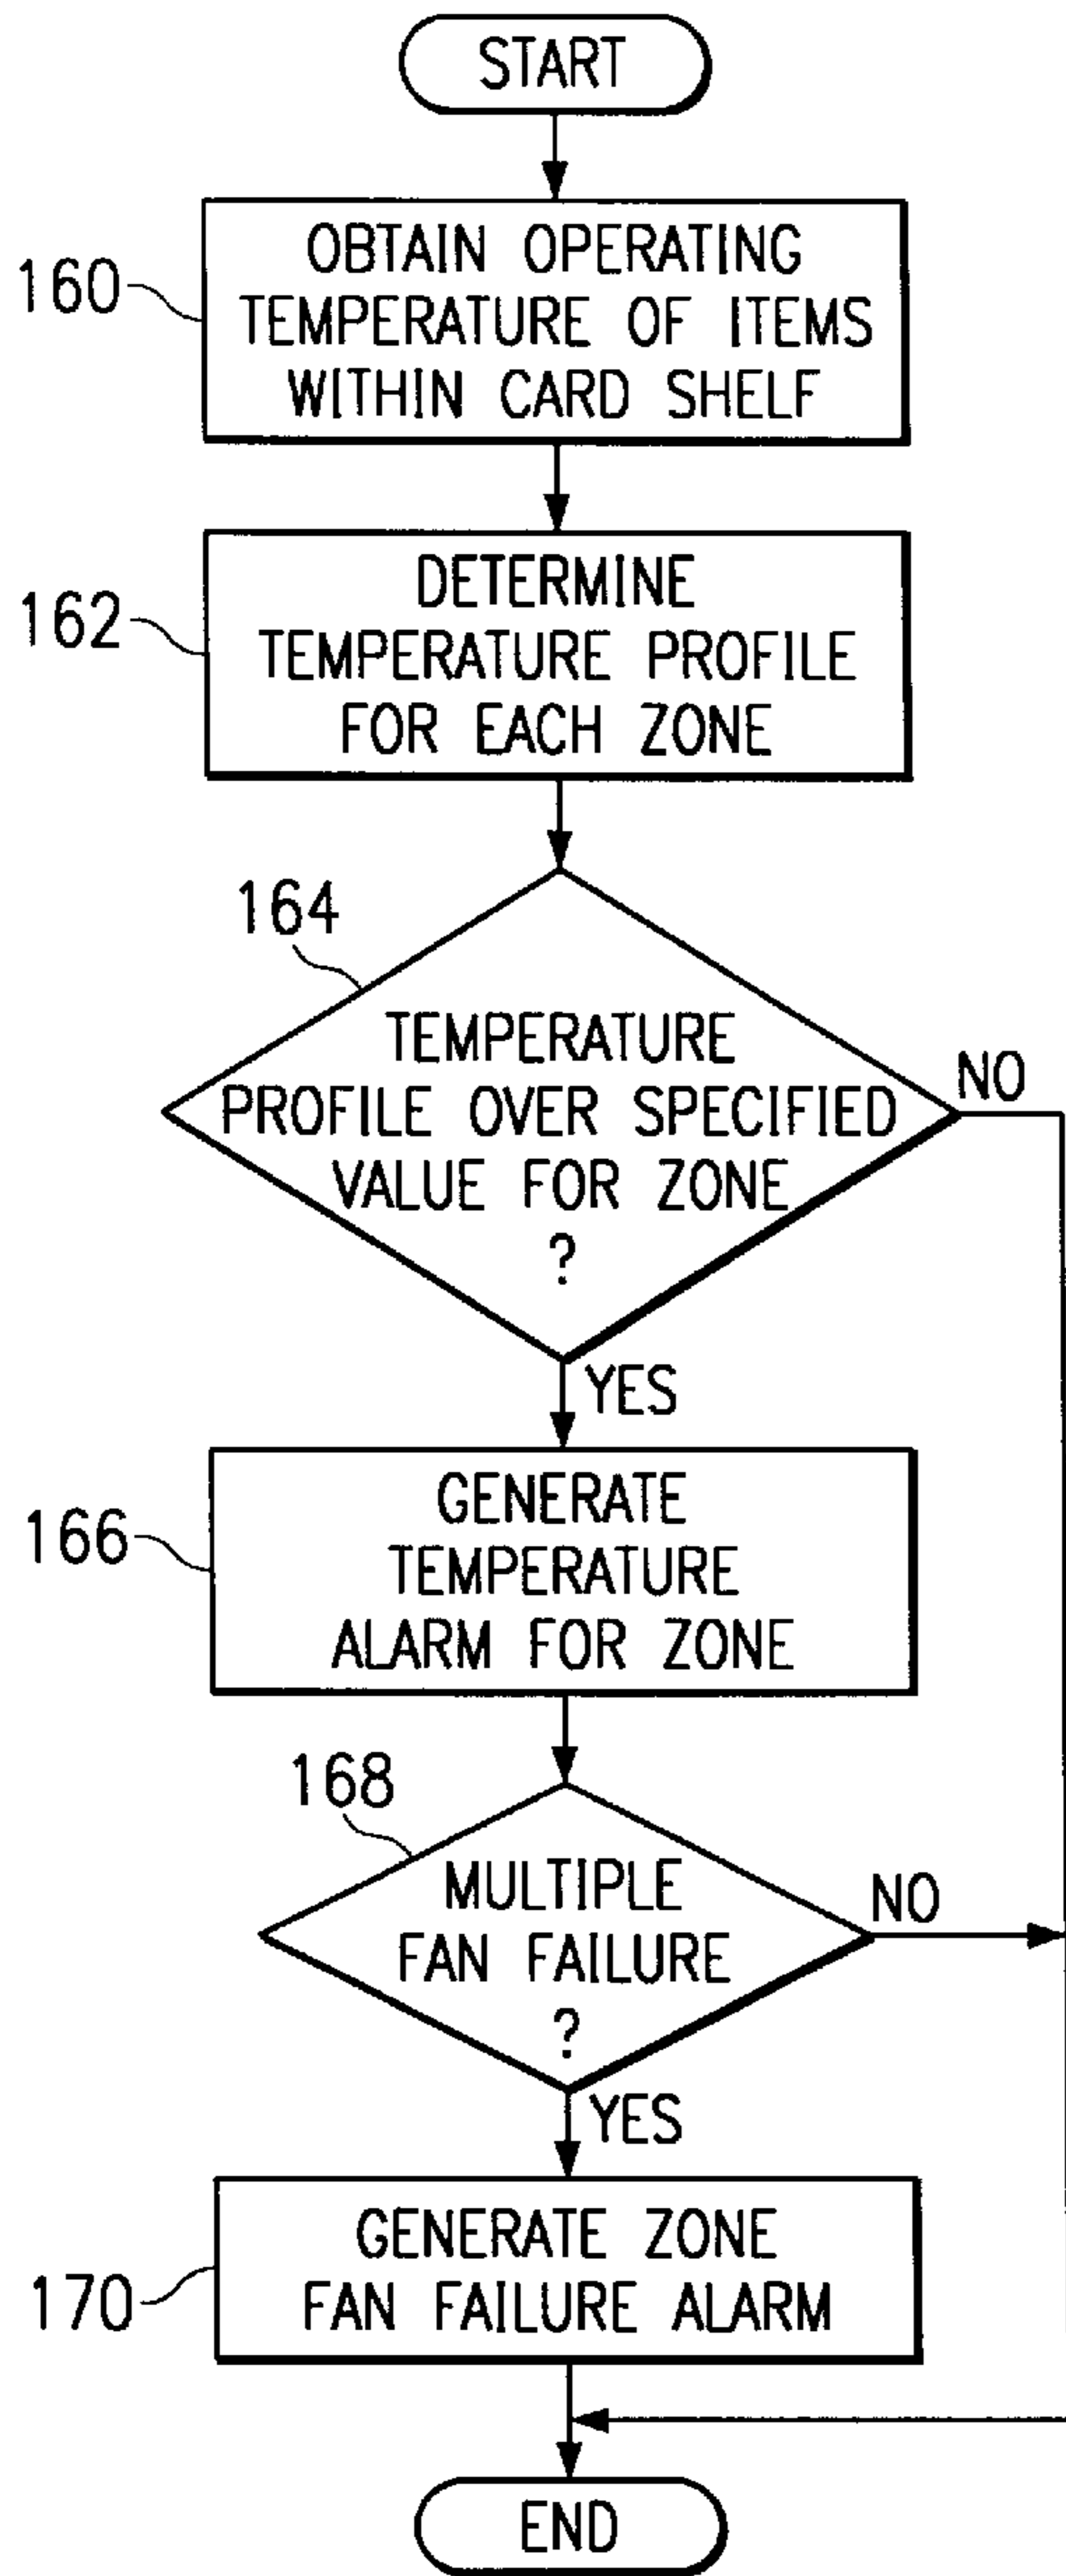 START
160
OBTAIN OPERATING
TEMPERATURE OF ITEMS
WITHIN CARD SHELF
162
DETERMINE
TEMPERATURE PROFILE
FOR EACH ZONE
164
TEMPERATURE
PROFILE OVER SPECIFIED
VALUE FOR ZONE
?
NO
YES
166
GENERATE
TEMPERATURE
ALARM FOR ZONE
168
MULTIPLE
FAN FAILURE
?
NO
YES
170
GENERATE ZONE
FAN FAILURE ALARM
END